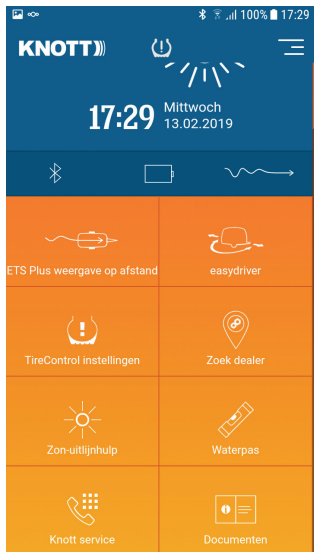 100% 17:29
KNOTT
17:29
Mittwoch
13.02.2019
ETS Plus weergave op afstand
easydriver
TireControl instellingen
Zoek dealer
Zon-uitlijnhulp
Waterpas
Knott service
Documenten